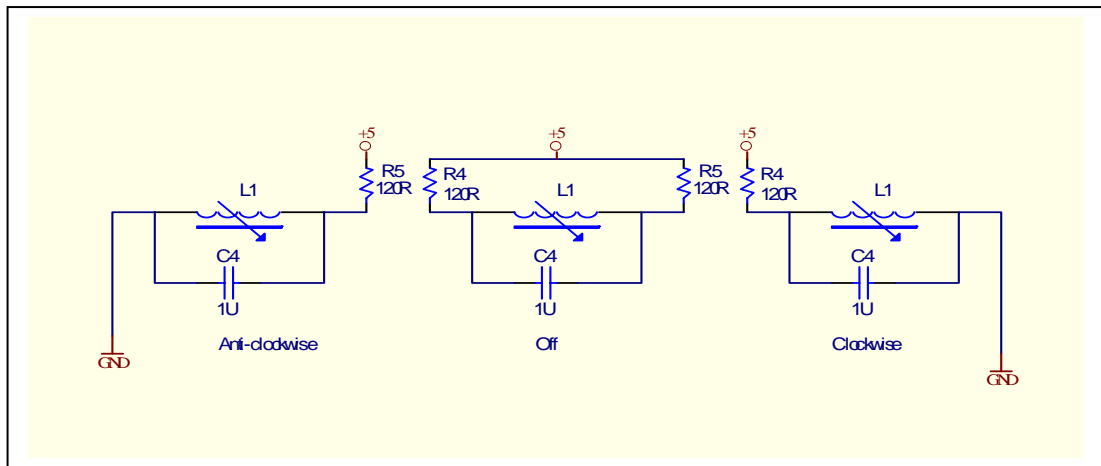 +5
+5
+5
R5
120R
R4
120R
R5
120R
R4
120R
L1
L1
L1
C4
C4
C4
1U
1U
1U
Anti-clockwise
Off
Clockwise
GND
GND